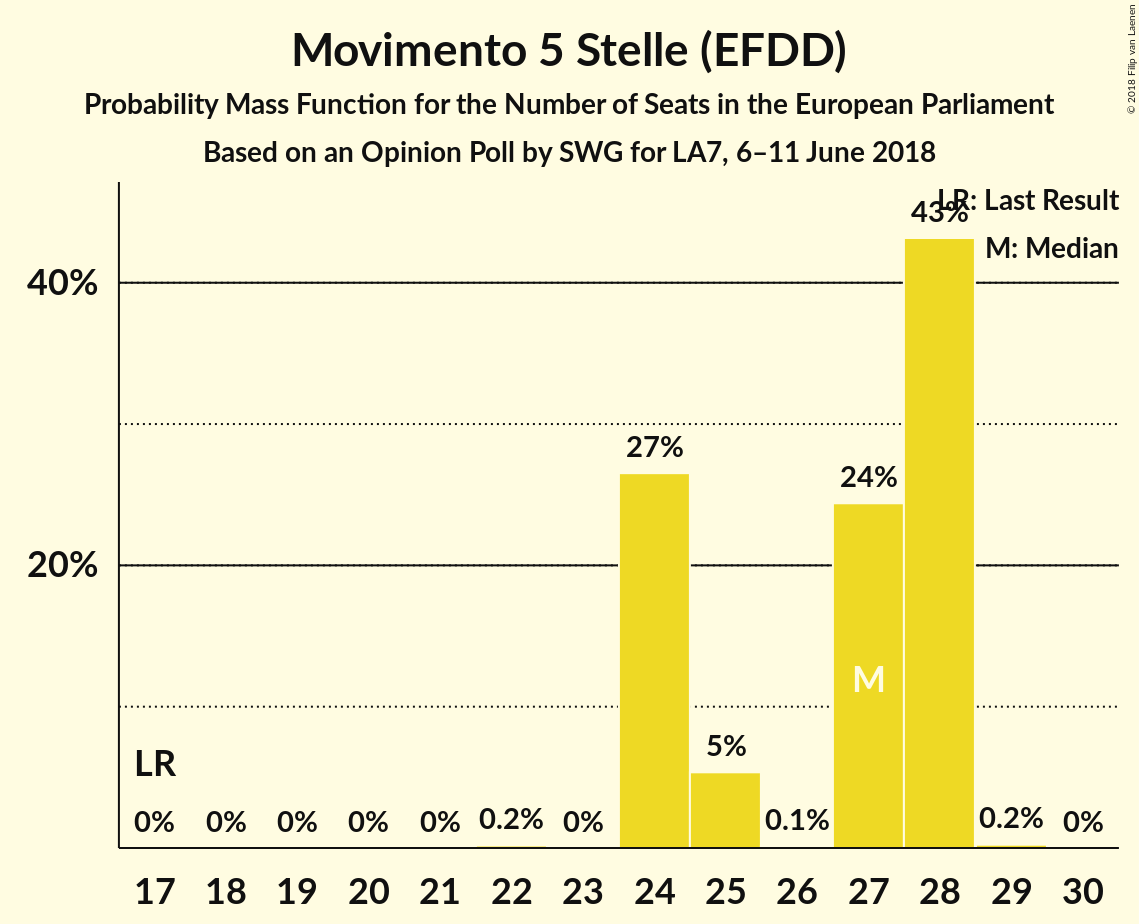 Movimento 5 Stelle (EFDD)
Probability Mass Function for the Number of Seats in the European Parliament
Based on an Opinion Poll by SWG for LA7, 6–11 June 2018
© 2018 Filip van Laenen
LR: Last Result
M: Median
43%
40%
27%
24%
20%
M
5%
LR
0% 0% 0% 0% 0% 0.2% 0% 0.1% 0.2% 0%
17 18 19 20 21 22 23 24 25 26 27 28 29 30